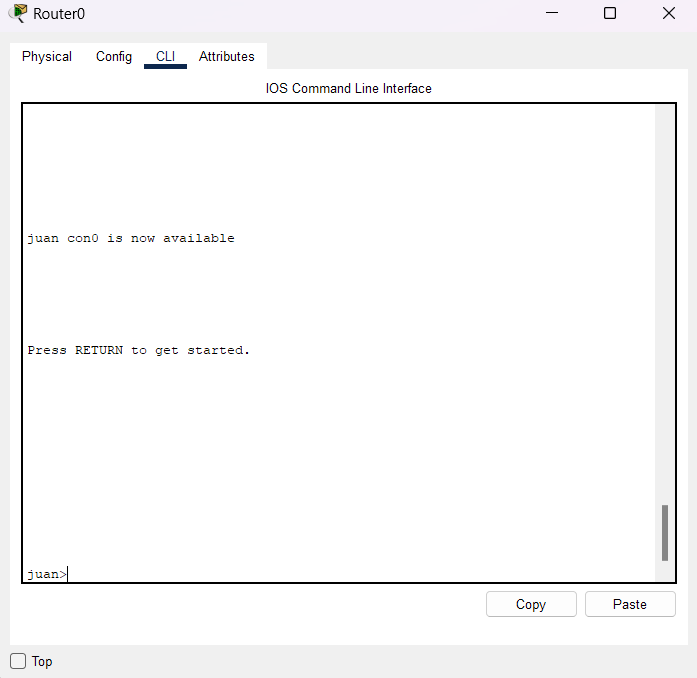 Router0
Physical Config CLI Attributes
IOS Command Line Interface
juan con0 is now available
Press RETURN to get started.
juan>
Copy Paste
Top